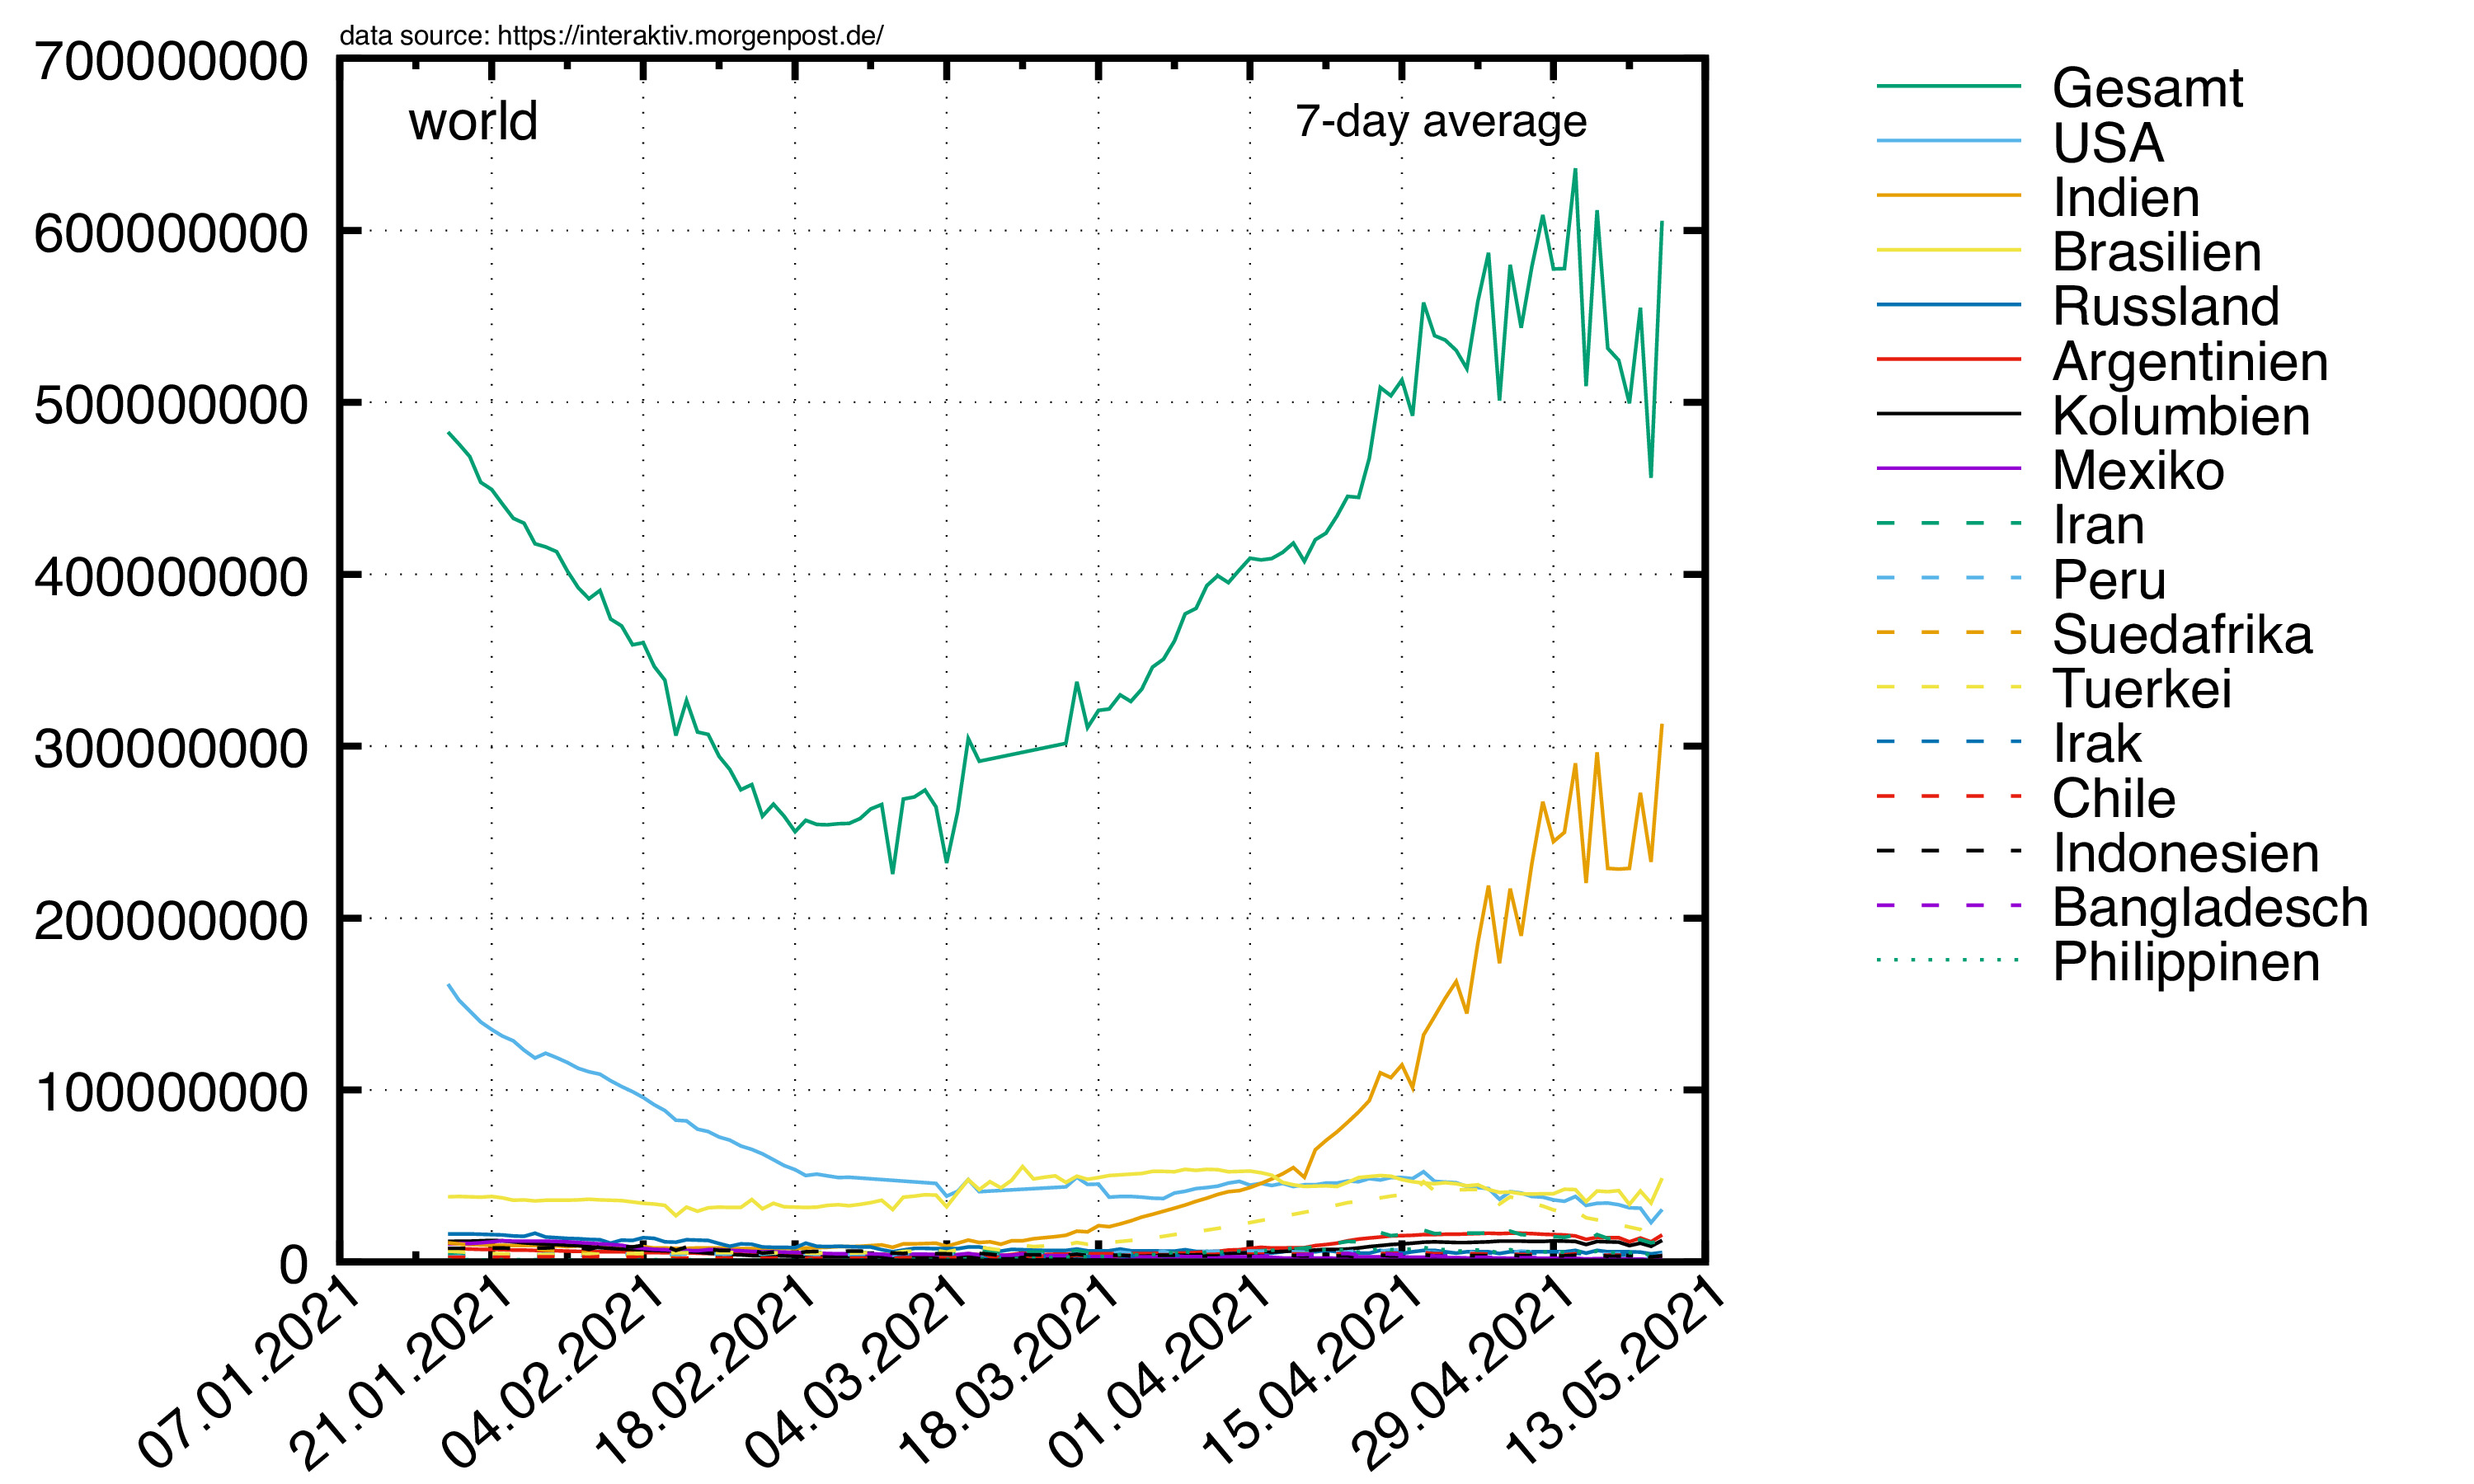 data source: https://interaktiv.morgenpost.de/
700000000
600000000
500000000
400000000
300000000
200000000
100000000
0
world
7-day average
07.01.2021
21.01.2021
04.02.2021
18.02.2021
04.03.2021
18.03.2021
01.04.2021
15.04.2021
29.04.2021
13.05.2021
Gesamt
USA
Indien
Brasilien
Russland
Argentinien
Kolumbien
Mexiko
Iran
Peru
Suedafrika
Tuerkei
Irak
Chile
Indonesien
Bangladesch
Philippinen